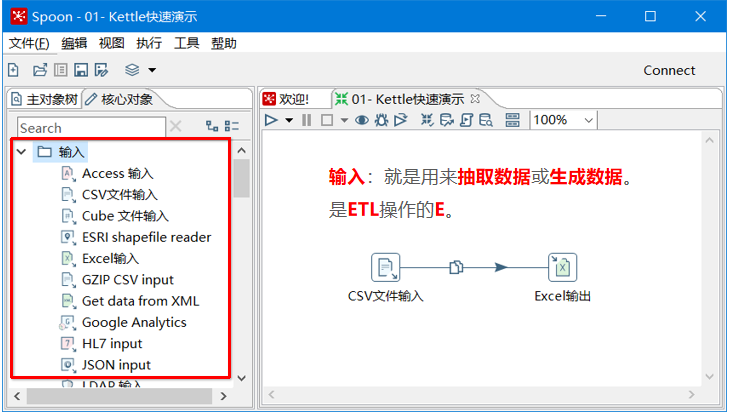 Spoon - 01- Kettle快速演示
文件(F) 编辑 视图 执行 工具 帮助
Connect
主对象树 核心对象
Search
输入
Access 输入
CSV文件输入
Cube 文件输入
ESRI shapefile reader
Excel输入
GZIP CSV input
Get data from XML
Google Analytics
HL7 input
JSON input
LDAP 输入
欢迎! 01- Kettle快速演示
100%
输入：就是用来抽取数据或生成数据。
是ETL操作的E。
CSV文件输入 Excel输出